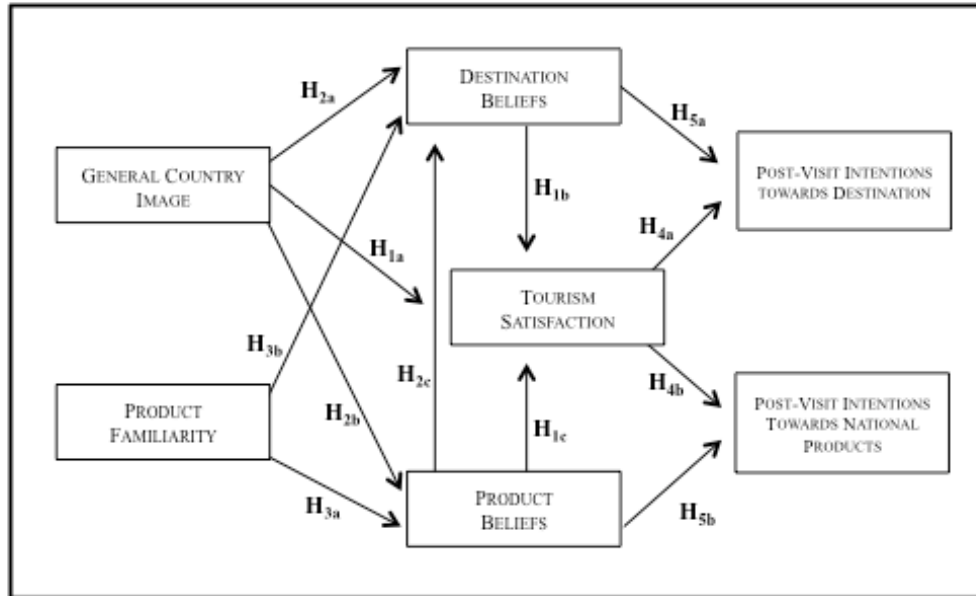 DESTINATION
BELIEFS
H2a
H5a
GENERAL COUNTRY
IMAGE
POST-VISIT INTENTIONS
TOWARDS DESTINATION
H1b
H4a
H1a
TOURISM
SATISFACTION
H3b
H2c
H4b
PRODUCT
FAMILIARITY
H2b
H1c
POST-VISIT INTENTIONS
TOWARDS NATIONAL
PRODUCTS
H3a
PRODUCT
BELIEFS
H5b